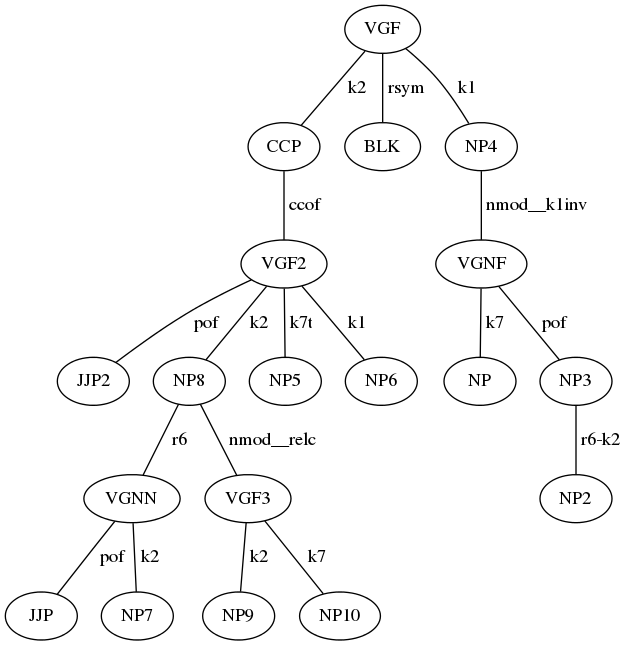 VGF
k2 rsym k1
CCP BLK NP4
ccof nmod__k1inv
VGF2 VGNF
pof k2 k7t k1 k7 pof
JJP2 NP8 NP5 NP6 NP NP3
r6 nmod__relc r6-k2
VGNN VGF3 NP2
pof k2 k2 k7
JJP NP7 NP9 NP10